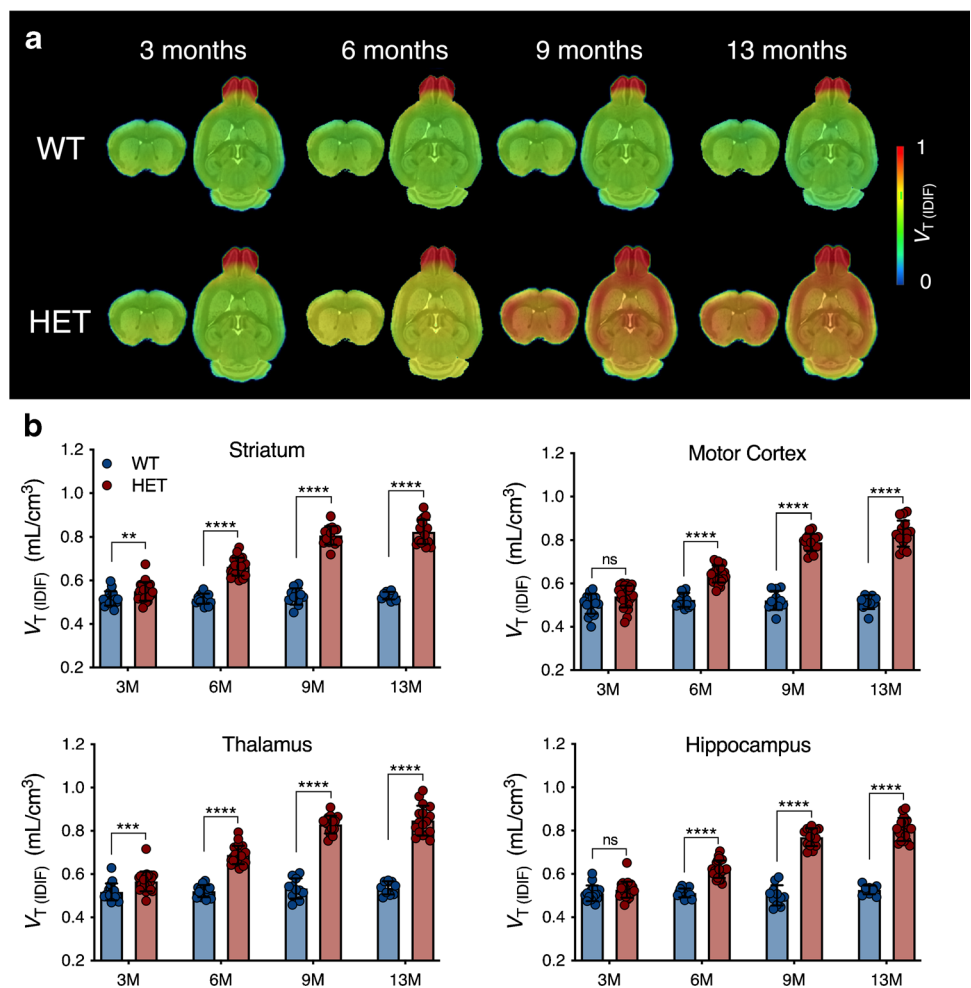 a
3 months 6 months 9 months 13 months
WT
HET
1
V T (IDIF)
0
b
Striatum
WT
HET
V T (IDIF) (mL/cm³)
1.2
1.0
0.8
0.6
0.4
0.2
** **** **** ****
3M 6M 9M 13M
Motor Cortex
V T (IDIF) (mL/cm³)
1.2
1.0
0.8
0.6
0.4
0.2
ns **** **** ****
3M 6M 9M 13M
Thalamus
V T (IDIF) (mL/cm³)
1.2
1.0
0.8
0.6
0.4
0.2
*** **** **** ****
3M 6M 9M 13M
Hippocampus
V T (IDIF) (mL/cm³)
1.2
1.0
0.8
0.6
0.4
0.2
ns **** **** ****
3M 6M 9M 13M